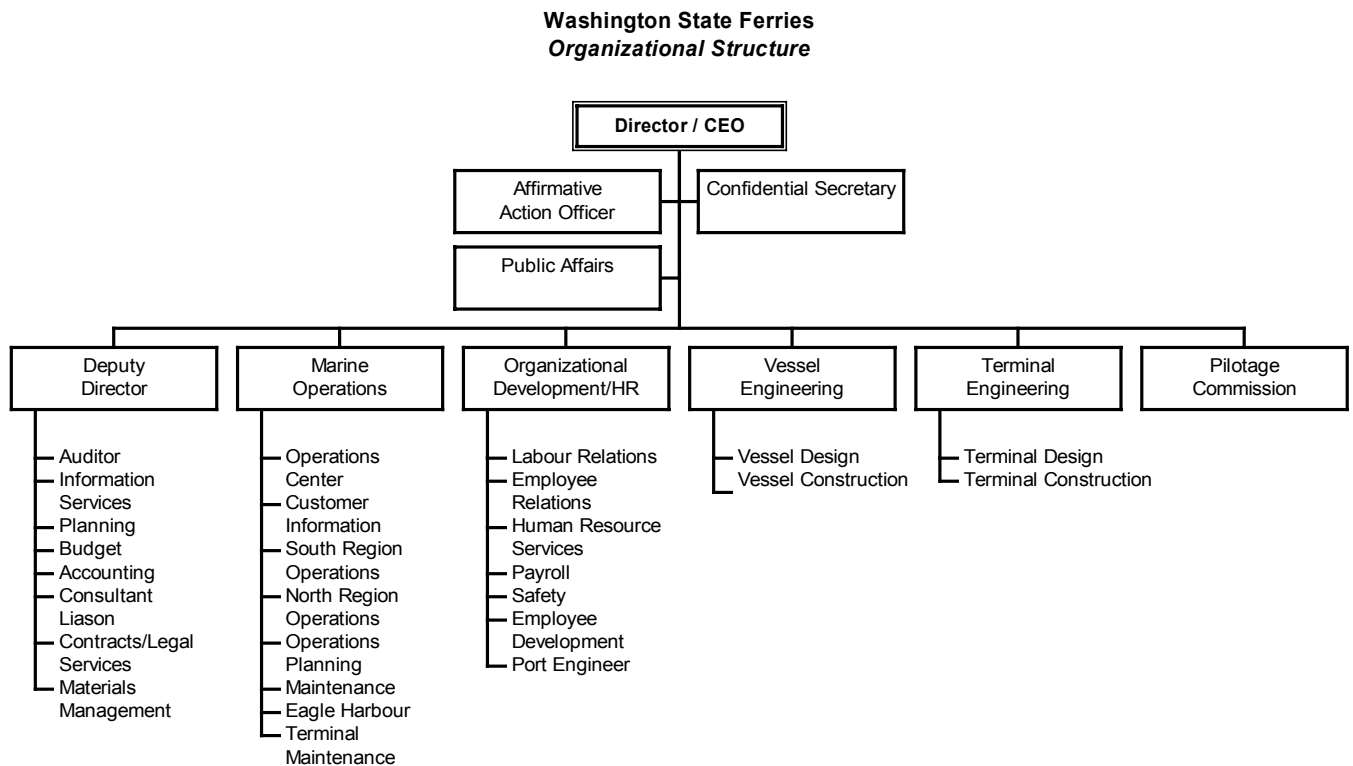 Washington State Ferries
Organizational Structure
Director / CEO
Affirmative
Action Officer
Confidential Secretary
Public Affairs
Deputy
Director
Marine
Operations
Organizational
Development/HR
Vessel
Engineering
Terminal
Engineering
Pilotage
Commission
Auditor
Information
Services
Planning
Budget
Accounting
Consultant
Liason
Contracts/Legal
Services
Materials
Management
Operations
Center
Customer
Information
South Region
Operations
North Region
Operations
Operations
Planning
Maintenance
Eagle Harbour
Terminal
Maintenance
Labour Relations
Employee
Relations
Human Resource
Services
Payroll
Safety
Employee
Development
Port Engineer
Vessel Design
Vessel Construction
Terminal Design
Terminal Construction